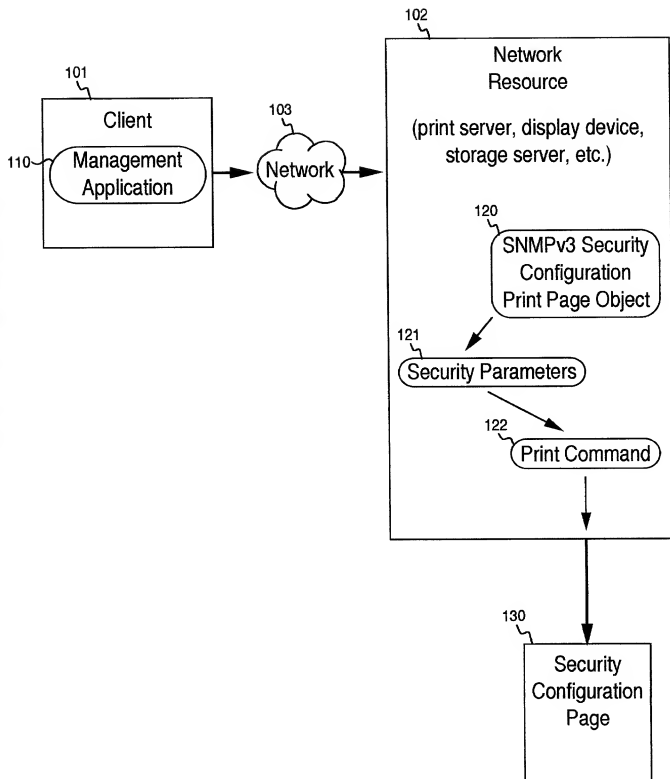 102
Network
Resource
(print server, display device,
storage server, etc.)
101
Client
110
Management
Application
103
Network
120
SNMPv3 Security
Configuration
Print Page Object
121
Security Parameters
122
Print Command
130
Security
Configuration
Page